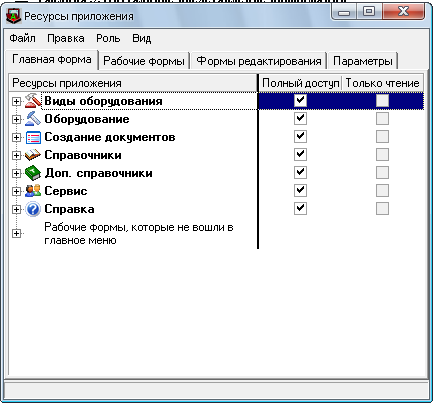 Ресурсы приложения
Файл Правка Роль Вид
Главная форма Рабочие формы Формы редактирования Параметры
Ресурсы приложения Полный доступ Только чтение
Виды оборудования
Оборудование
Создание документов
Справочники
Доп. справочники
Сервис
Справка
Рабочие формы, которые не вошли в
главное меню